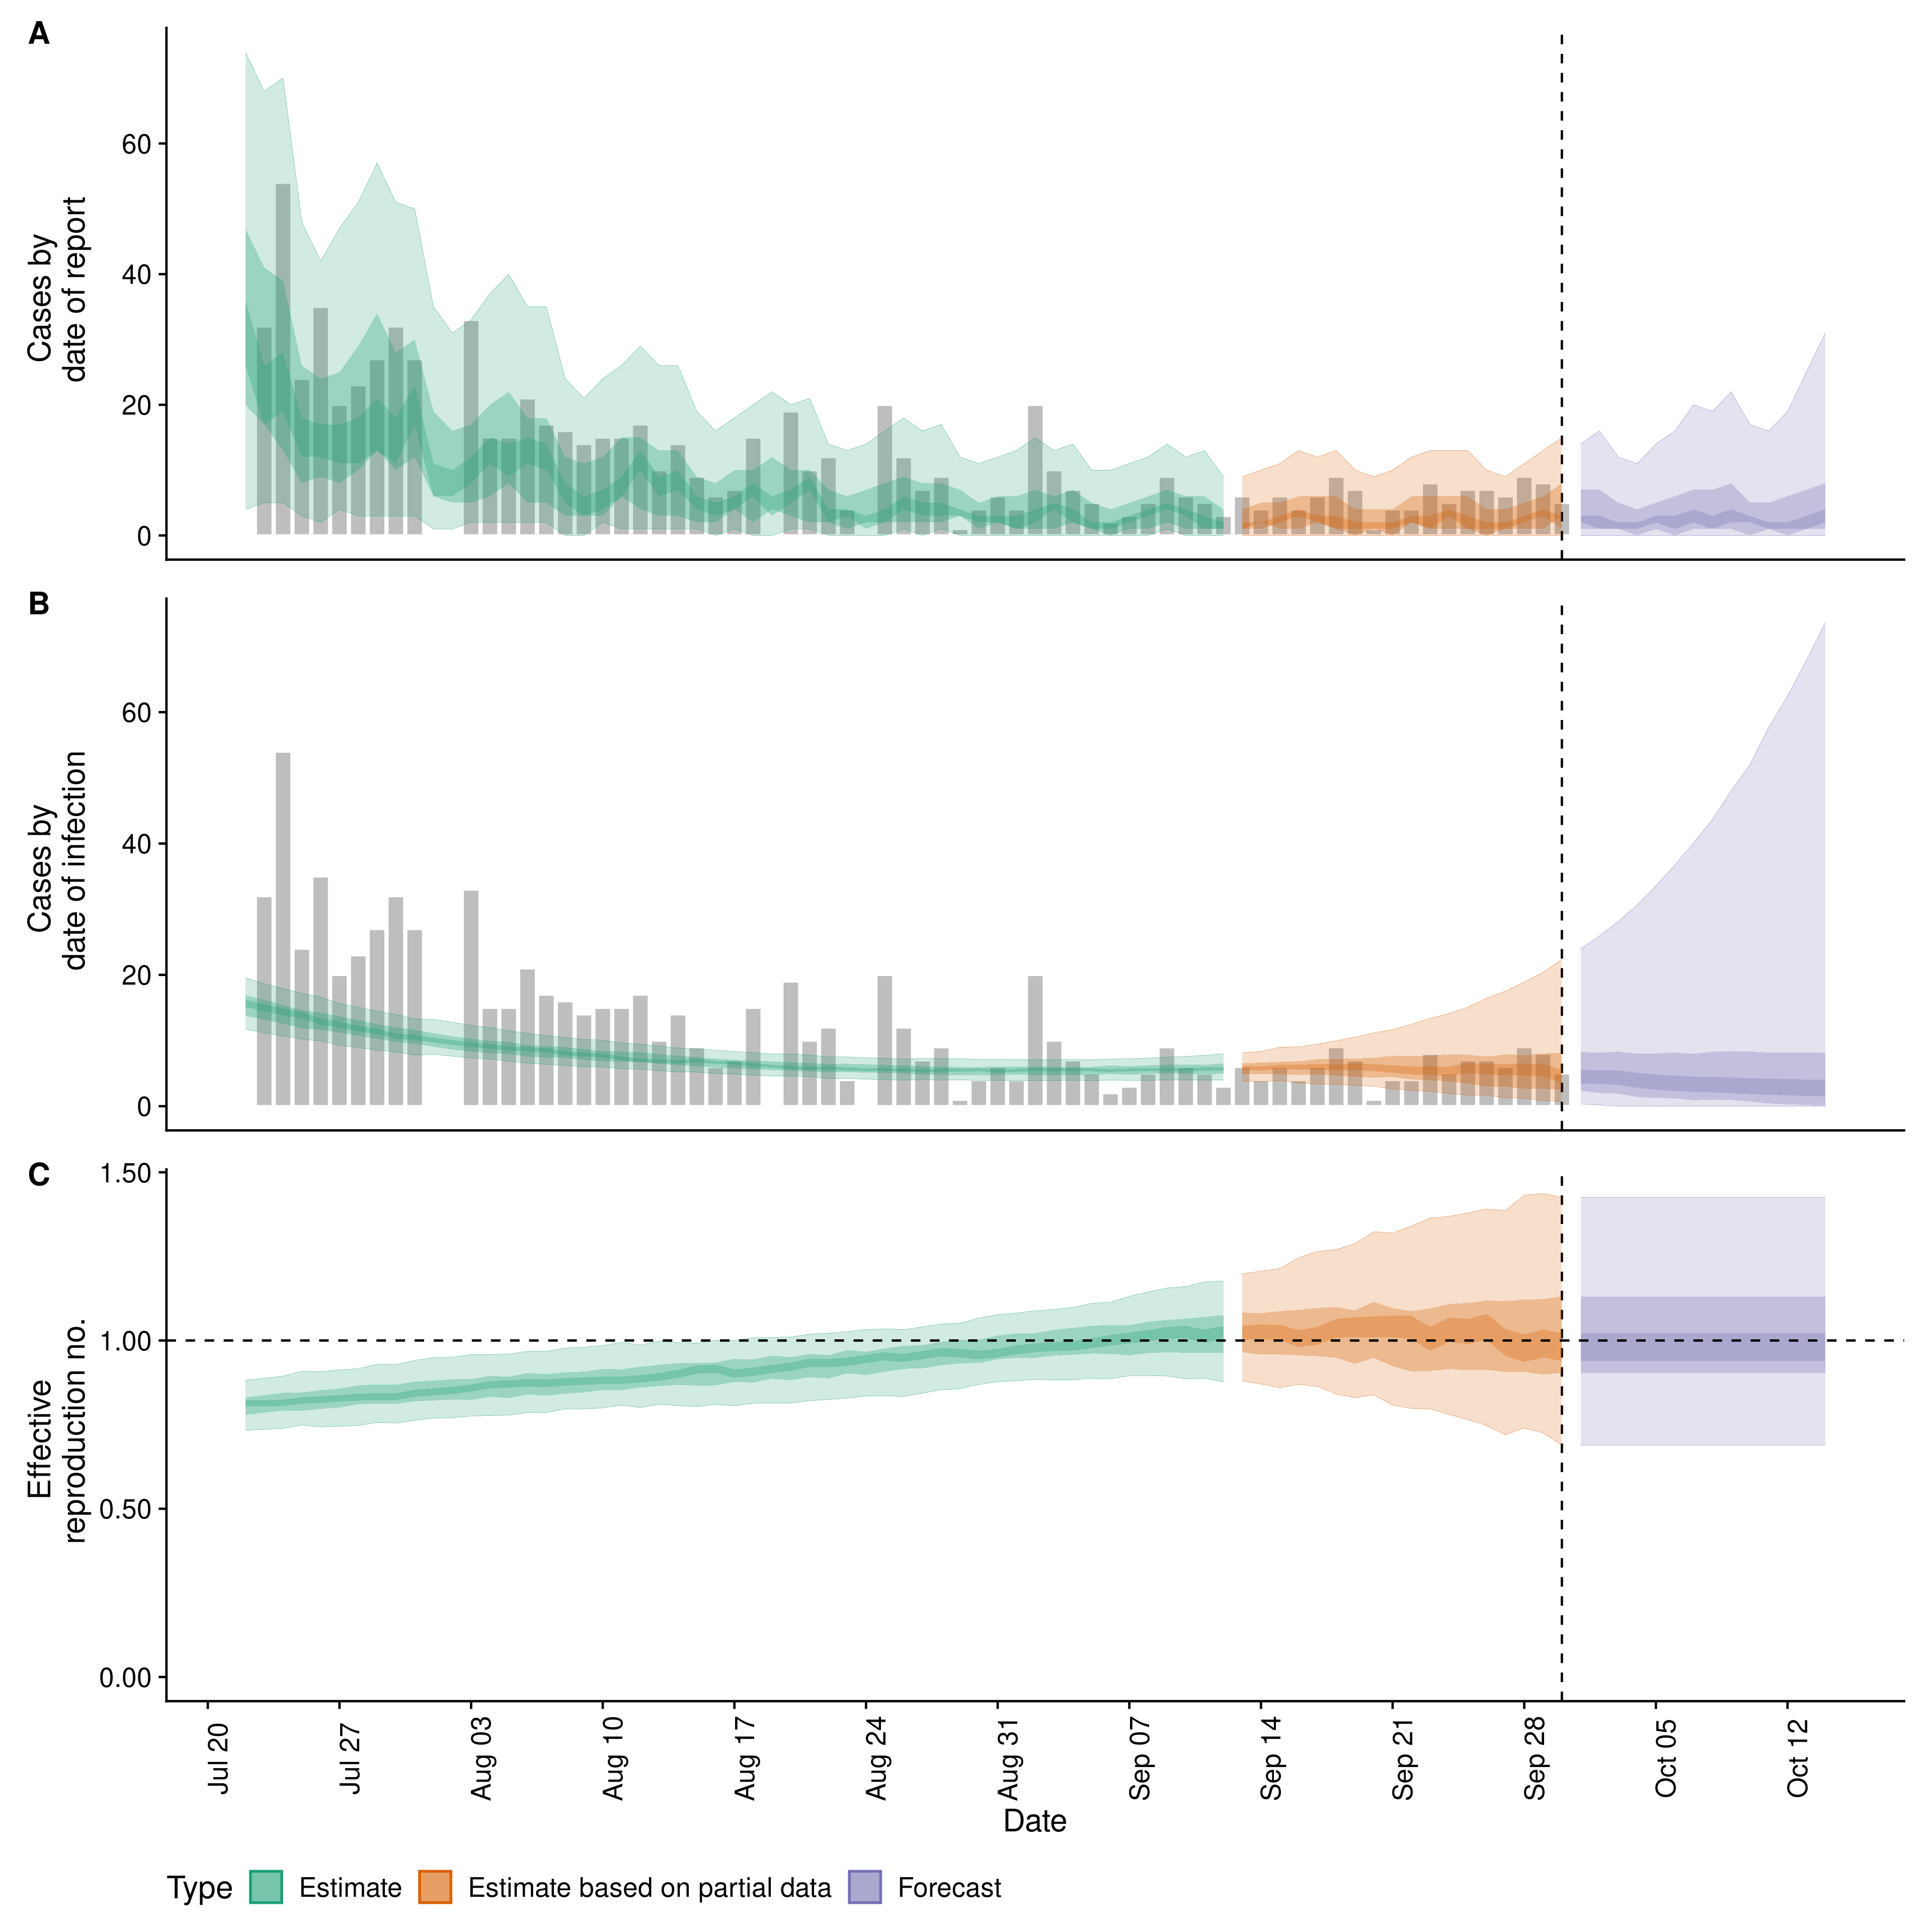 A
Cases by
date of report
60
40
20
0
B
Cases by
date of infection
60
40
20
0
C
Effective
reproduction no.
1.50
1.00
0.50
0.00
Jul 20
Jul 27
Aug 03
Aug 10
Aug 17
Aug 24
Aug 31
Sep 07
Sep 14
Sep 21
Sep 28
Oct 05
Oct 12
Date
Type Estimate Estimate based on partial data Forecast